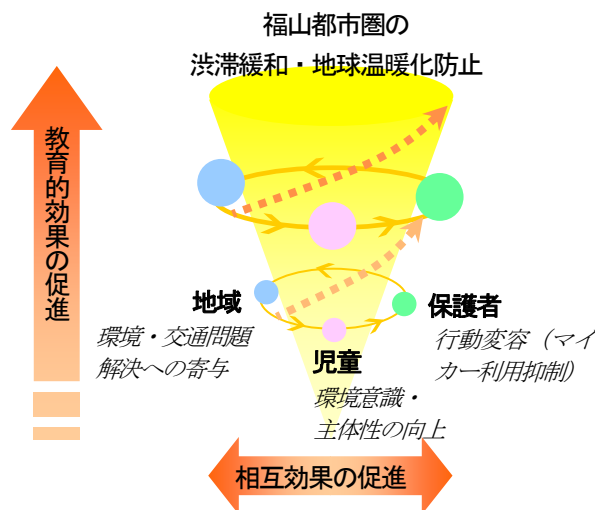 福山都市圏の
渋滞緩和・地球温暖化防止
教育的効果の促進
地域
環境・交通問題
解決への寄与
保護者
行動変容（マイ
カー利用抑制）
児童
環境意識・
主体性の向上
相互効果の促進